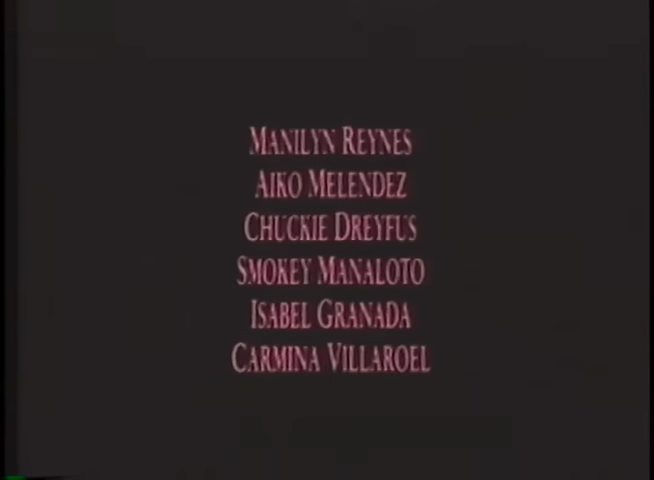 MANILYN REYNES
AIKO MELENDEZ
CHUCKIE DREYFUS
SMOKEY MANALOTO
ISABEL GRANADA
CARMINA VILLAROEL